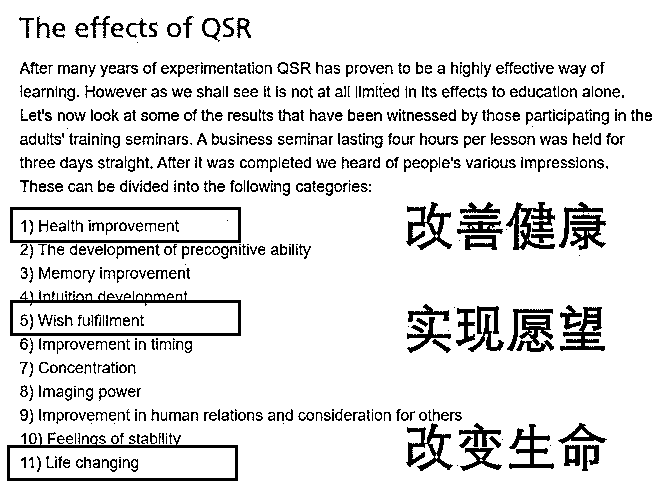 The effects of QSR
After many years of experimentation QSR has proven to be a highly effective way of
learning. However as we shall see it is not at all limited in its effects to education alone.
Let's now look at some of the results that have been witnessed by those participating in the
adults' training seminars. A business seminar lasting four hours per lesson was held for
three days straight. After it was completed we heard of people's various impressions.
These can be divided into the following categories:
1) Health improvement
改善健康
2) The development of precognitive ability
3) Memory improvement
4) Intuition development
5) Wish fulfillment
实现愿望
6) Improvement in timing
7) Concentration
8) Imaging power
9) Improvement in human relations and consideration for others
10) Feelings of stability
11) Life changing
改变生命